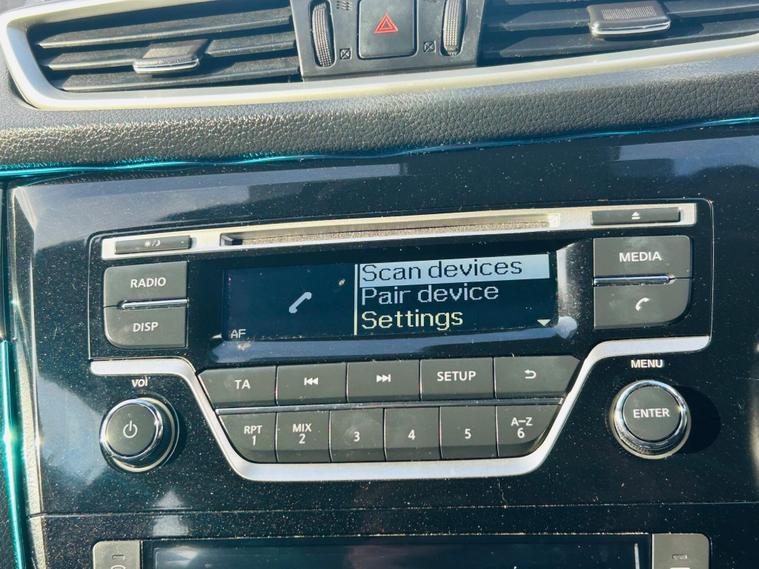 RADIO
DISP
AF
Scan devices
Pair device
Settings
MEDIA
vol
TA
SETUP
MENU
RPT
1
MIX
2
3
4
5
A-Z
6
ENTER